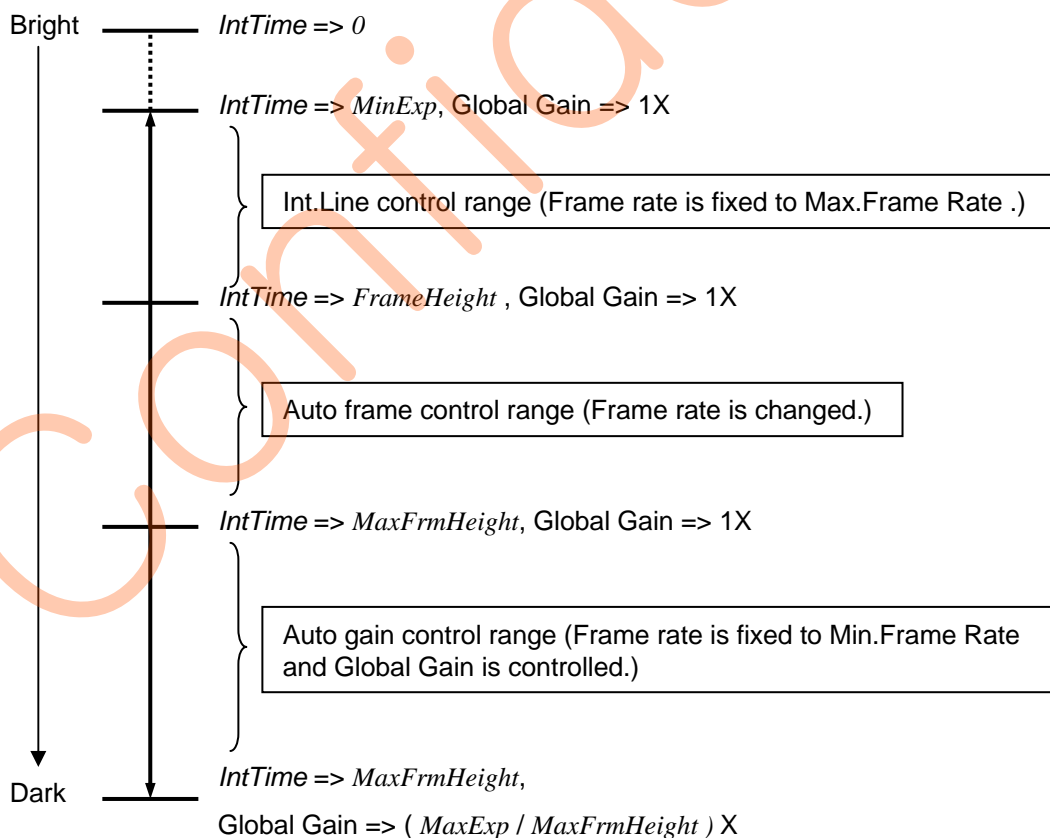 Bright
IntTime => 0
IntTime => MinExp, Global Gain => 1X
Int.Line control range (Frame rate is fixed to Max.Frame Rate .)
IntTime => FrameHeight , Global Gain => 1X
Auto frame control range (Frame rate is changed.)
IntTime => MaxFrmHeight, Global Gain => 1X
Auto gain control range (Frame rate is fixed to Min.Frame Rate
and Global Gain is controlled.)
Dark
IntTime => MaxFrmHeight,
Global Gain => ( MaxExp / MaxFrmHeight ) X
Confid